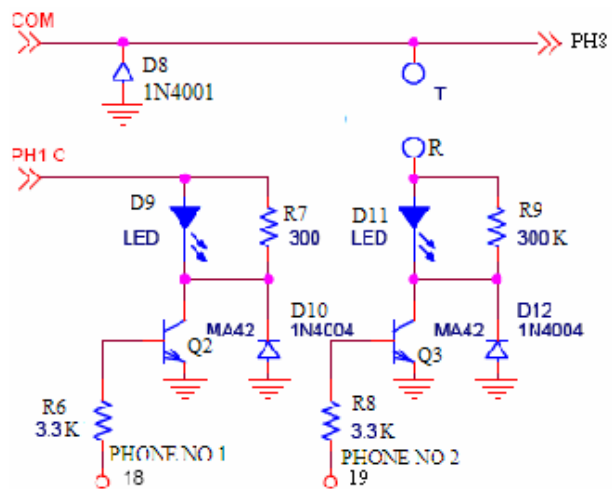 COM
PH3
D8
1N4001
T
R
PH1 C
D9
LED
R7
300
D11
LED
R9
300 K
D10
1N4004
MA42
Q2
D12
1N4004
MA42
Q3
R6
3.3K
R8
3.3K
PHONE NO 1
18
PHONE NO 2
19